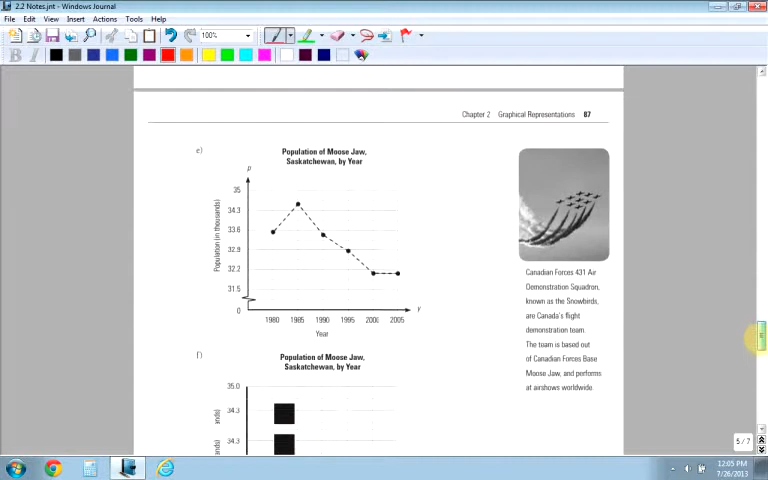 2.2 Notes.jnt - Windows Journal
File Edit View Insert Actions Tools Help
100%
B I
Chapter 2 Graphical Representations 87
e)
Population of Moose Jaw,
Saskatchewan, by Year
p
Population (in thousands)
35
34.3
33.6
32.9
32.2
31.5
0
1980 1985 1990 1995 2000 2005
Year
Canadian Forces 431 Air
Demonstration Squadron,
known as the Snowbirds,
are Canada's flight
demonstration team.
The team is based out
of Canadian Forces Base
Moose Jaw, and performs
at airshows worldwide.
f)
Population of Moose Jaw,
Saskatchewan, by Year
35.0
34.3
34.3
ands)
ands)
5 / 7
12:05 PM
7/26/2013